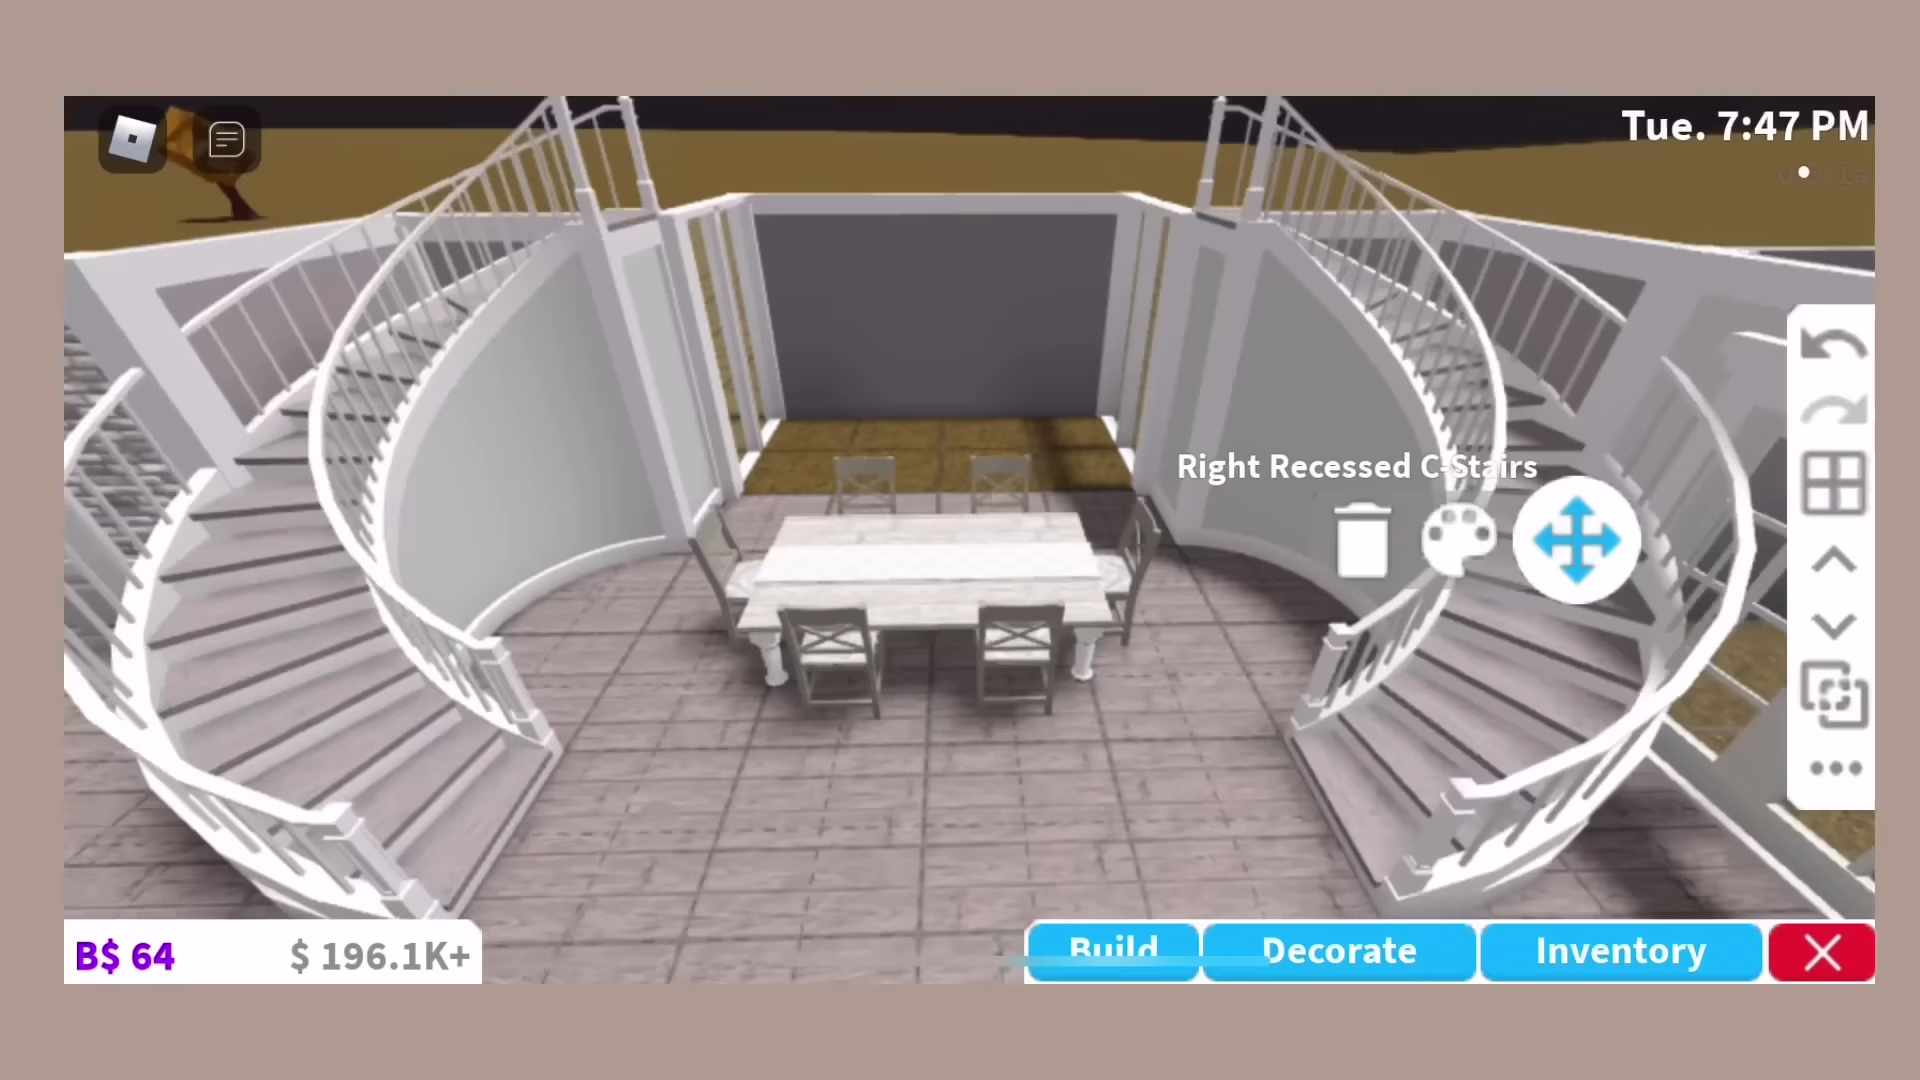 Tue. 7:47 PM
Right Recessed C-Stairs
B$ 64
$ 196.1K+
Build
Decorate
Inventory